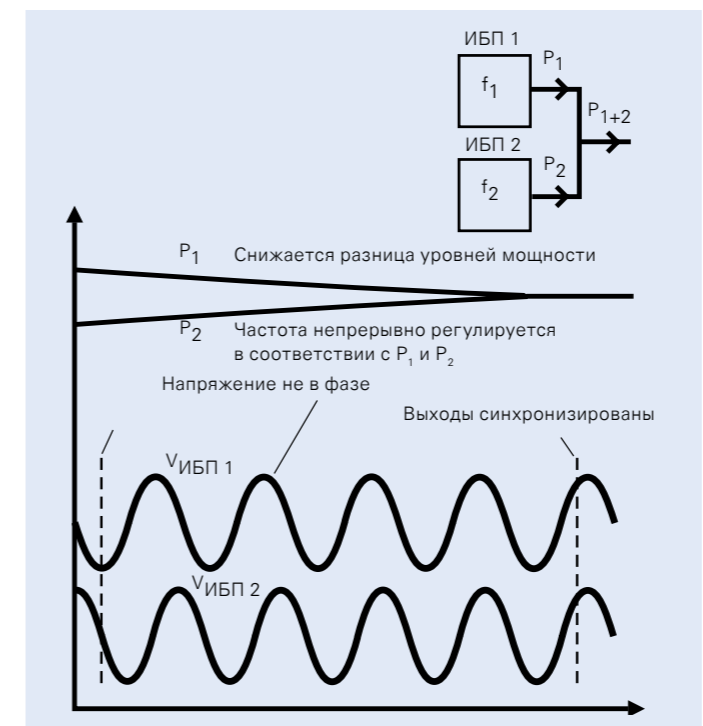 ИБП 1
P1
f1
P1+2
ИБП 2
P2
f2
P1
Снижается разница уровней мощности
P2
Частота непрерывно регулируется
в соответствии с P1 и P2
Напряжение не в фазе
Выходы синхронизированы
VИБП 1
VИБП 2